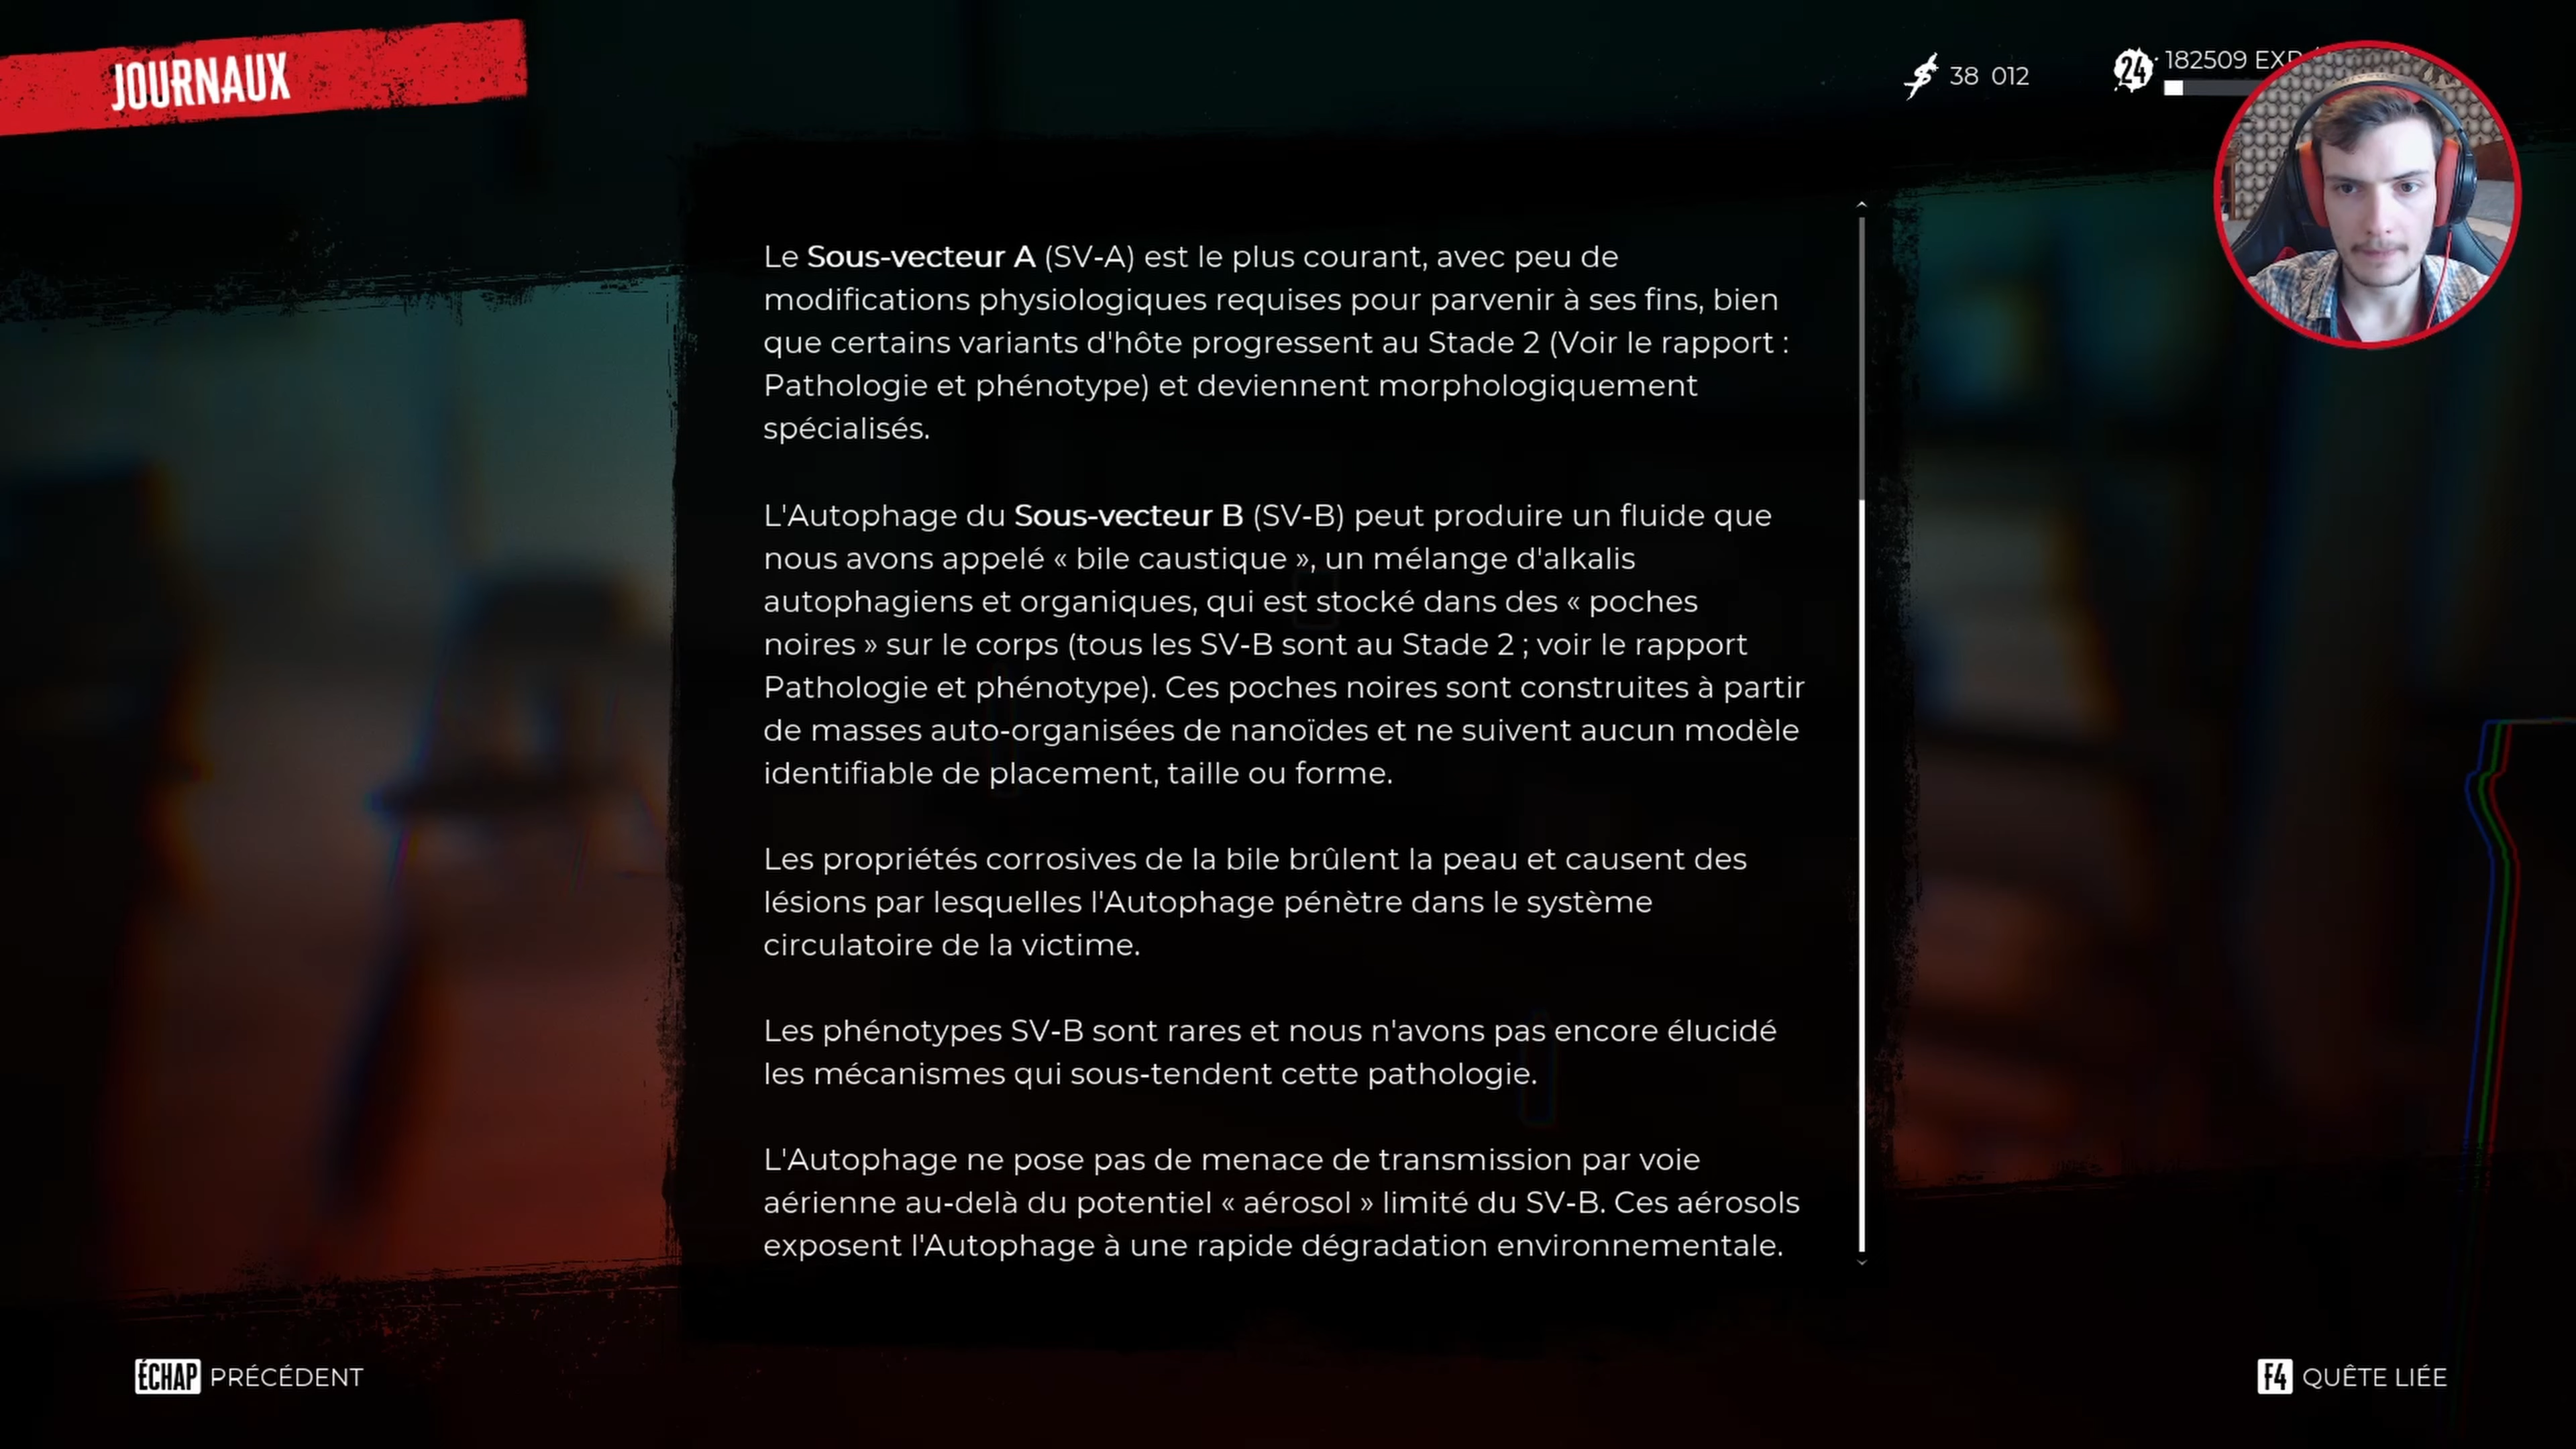 JOURNAUX
38 012
24
182509 EXP
Le Sous-vecteur A (SV-A) est le plus courant, avec peu de
modifications physiologiques requises pour parvenir à ses fins, bien
que certains variants d'hôte progressent au Stade 2 (Voir le rapport :
Pathologie et phénotype) et deviennent morphologiquement
spécialisés.
L'Autophage du Sous-vecteur B (SV-B) peut produire un fluide que
nous avons appelé « bile caustique », un mélange d'alkalis
autophagiens et organiques, qui est stocké dans des « poches
noires » sur le corps (tous les SV-B sont au Stade 2 ; voir le rapport
Pathologie et phénotype). Ces poches noires sont construites à partir
de masses auto-organisées de nanoïdes et ne suivent aucun modèle
identifiable de placement, taille ou forme.
Les propriétés corrosives de la bile brûlent la peau et causent des
lésions par lesquelles l'Autophage pénètre dans le système
circulatoire de la victime.
Les phénotypes SV-B sont rares et nous n'avons pas encore élucidé
les mécanismes qui sous-tendent cette pathologie.
L'Autophage ne pose pas de menace de transmission par voie
aérienne au-delà du potentiel « aérosol » limité du SV-B. Ces aérosols
exposent l'Autophage à une rapide dégradation environnementale.
ÉCHAP PRÉCÉDENT
F4 QUÊTE LIÉE